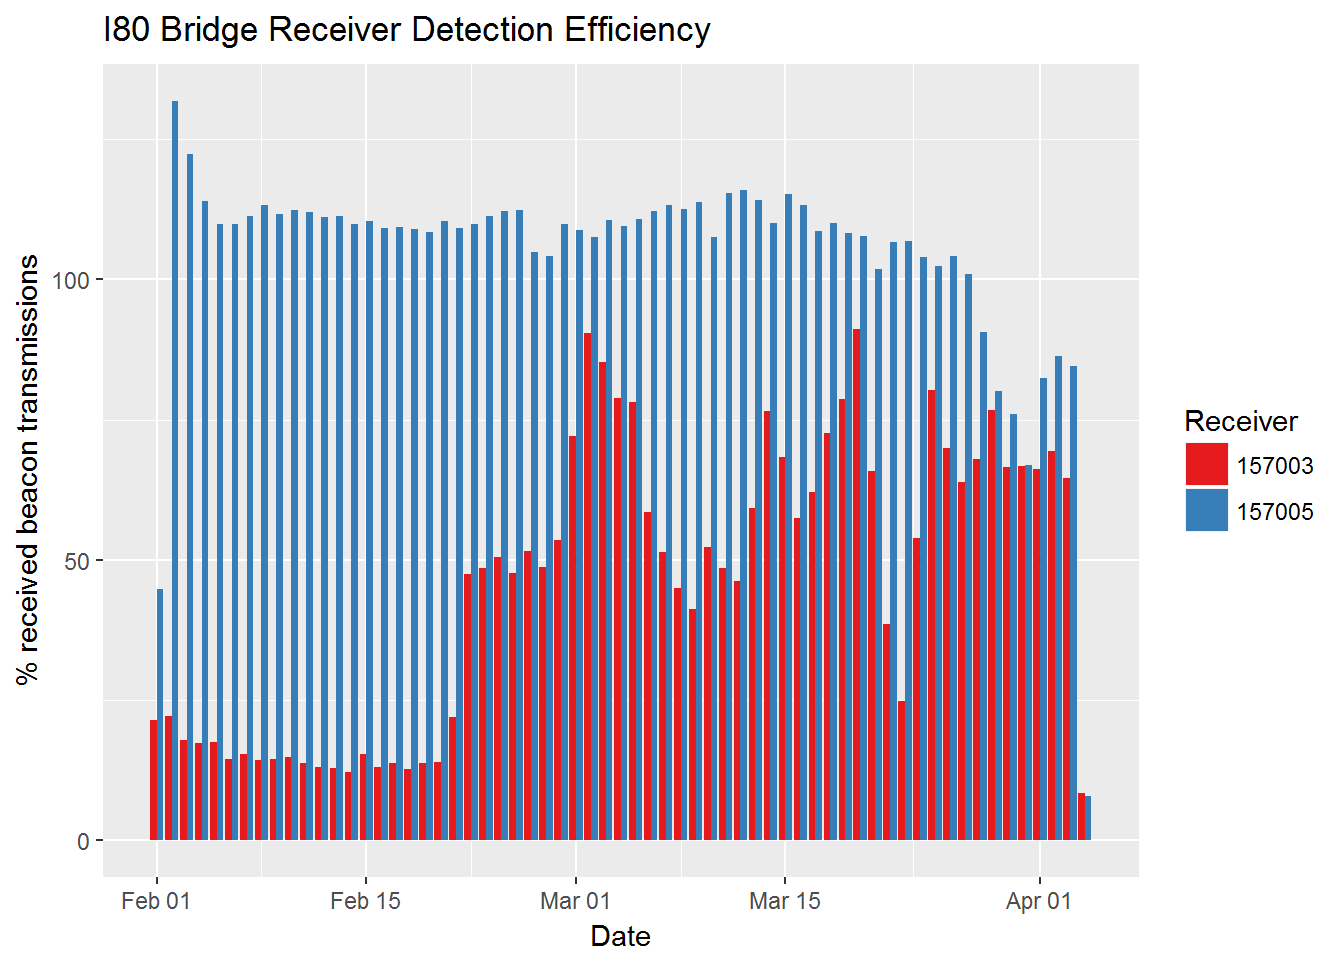 I80 Bridge Receiver Detection Efficiency
% received beacon transmissions
100
50
0
Feb 01
Feb 15
Mar 01
Mar 15
Apr 01
Date
Receiver
157003
157005